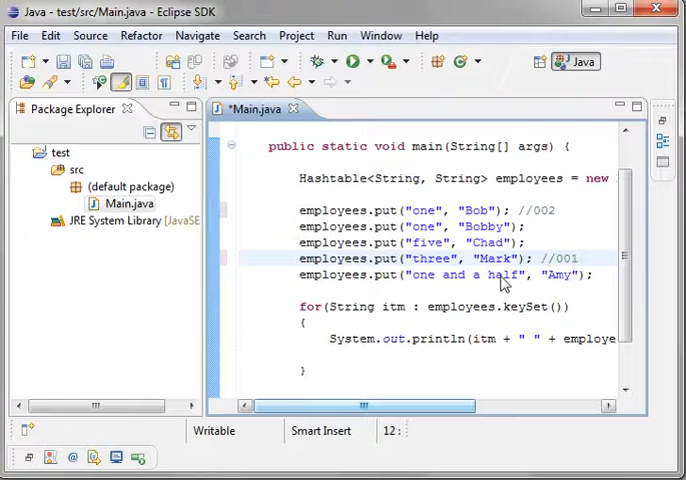 Java - test/src/Main.java - Eclipse SDK
File Edit Source Refactor Navigate Search Project Run Window Help
Java
Package Explorer
*Main.java
test
src
(default package)
Main.java
JRE System Library [JavaSE
public static void main(String[] args) {
Hashtable<String, String> employees = new
employees.put("one", "Bob"); //002
employees.put("one", "Bobby");
employees.put("five", "Chad");
employees.put("three", "Mark"); //001
employees.put("one and a half", "Amy");
for(String itm : employees.keySet())
{
System.out.println(itm + " " + employe
}
Writable Smart Insert 12 :